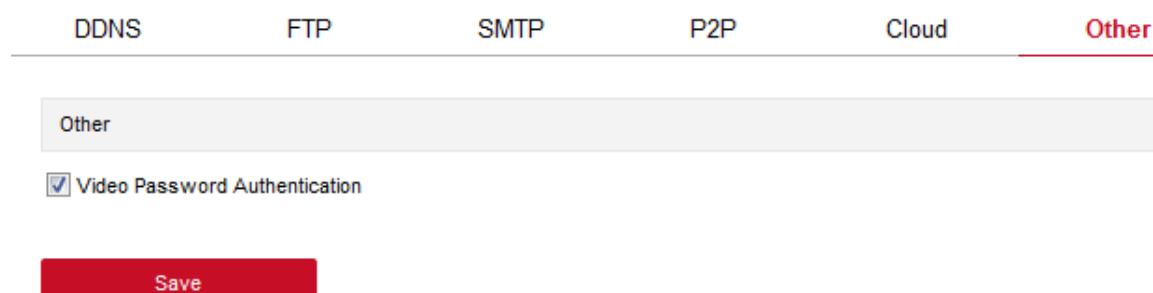 DDNS FTP SMTP P2P Cloud Other
Other
Video Password Authentication
Save